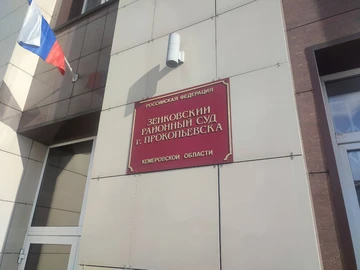 РОССИЙСКАЯ ФЕДЕРАЦИЯ
ЗЕНКОВСКИЙ
РАЙОННЫЙ СУД
г. ПРОКОПЬЕВСКА
КЕМЕРОВСКОЙ ОБЛАСТИ